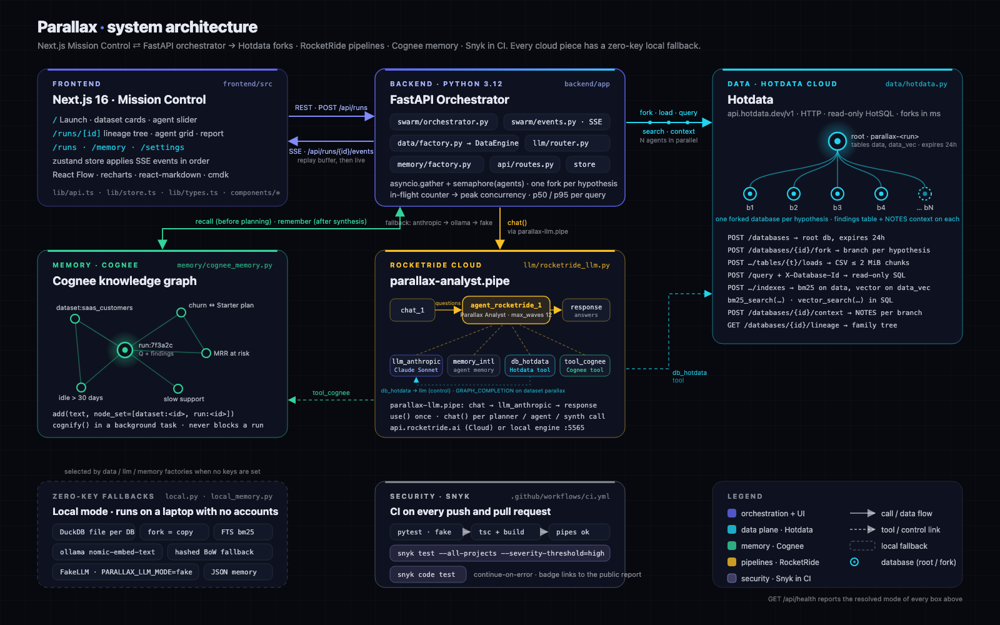 Parallax · system architecture
Next.js Mission Control ⇄ FastAPI orchestrator → Hotdata forks · RocketRide pipelines · Cognee memory · Snyk in CI. Every cloud piece has a zero-key local fallback.
FRONTEND frontend/src
Next.js 16 · Mission Control
/ Launch · dataset cards · agent slider
/runs/[id] lineage tree · agent grid · report
/runs · /memory · /settings
zustand store applies SSE events in order
React Flow · recharts · react-markdown · cmdk
lib/api.ts · lib/store.ts · lib/types.ts · components/*
REST · POST /api/runs
SSE · /api/runs/{id}/events
replay buffer, then live
BACKEND · PYTHON 3.12 backend/app
FastAPI Orchestrator
swarm/orchestrator.py swarm/events.py · SSE
data/factory.py → DataEngine llm/router.py
memory/factory.py api/routes.py store
asyncio.gather + semaphore(agents) · one fork per hypothesis
in-flight counter → peak concurrency · p50 / p95 per query
fork · load · query
search · context
N agents in parallel
DATA · HOTDATA CLOUD data/hotdata.py
Hotdata
api.hotdata.dev/v1 · HTTP · read-only HotSQL · forks in ms
root · parallax-<run>
tables data, data_vec · expires 24h
b1 b2 b3 b4 ... bN
one forked database per hypothesis · findings table + NOTES context on each
POST /databases → root db, expires 24h
POST /databases/{id}/fork → branch per hypothesis
POST …/tables/{t}/loads → CSV ≤ 2 MiB chunks
POST /query + X-Database-Id → read-only SQL
POST …/indexes → bm25 on data, vector on data_vec
bm25_search(…) · vector_search(…) in SQL
POST /databases/{id}/context → NOTES per branch
GET /databases/{id}/lineage → family tree
recall (before planning) · remember (after synthesis)
fallback: anthropic → ollama → fake
chat()
via parallax-llm.pipe
MEMORY · COGNEE memory/cognee_memory.py
Cognee knowledge graph
dataset:saas_customers
churn ↔ Starter plan
run:7f3a2c
Q + findings
MRR at risk
idle > 30 days
slow support
add(text, node_set=[dataset:<id>, run:<id>])
cognify() in a background task · never blocks a run
tool_cognee
ROCKETRIDE CLOUD llm/rocketride_llm.py
parallax-analyst.pipe
chat_1
questions
agent_rocketride_1
Parallax Analyst · max_waves 12
response
answers
llm_anthropic
Claude Sonnet
memory_intl
agent memory
db_hotdata
Hotdata tool
tool_cognee
Cognee tool
db_hotdata → llm (control) · GRAPH_COMPLETION on dataset parallax
parallax-llm.pipe: chat → llm_anthropic → response
use() once · chat() per planner / agent / synth call
api.rocketride.ai (Cloud) or local engine :5565
db_hotdata
tool
selected by data / llm / memory factories when no keys are set
ZERO-KEY FALLBACKS local.py · local_memory.py
Local mode · runs on a laptop with no accounts
DuckDB file per DB fork = copy FTS bm25
ollama nomic-embed-text hashed BoW fallback
FakeLLM · PARALLAX_LLM_MODE=fake JSON memory
SECURITY · SNYK .github/workflows/ci.yml
CI on every push and pull request
pytest · fake tsc + build pipes ok
snyk test --all-projects --severity-threshold=high
snyk code test continue-on-error · badge links to the public report
LEGEND
orchestration + UI call / data flow
data plane · Hotdata tool / control link
memory · Cognee local fallback
pipelines · RocketRide database (root / fork)
security · Snyk in CI
GET /api/health reports the resolved mode of every box above